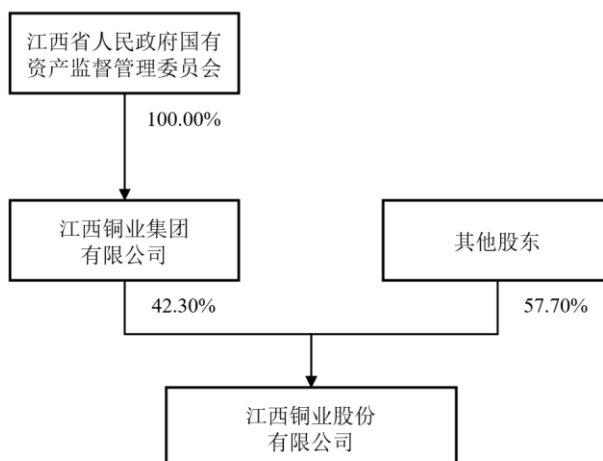 江西省人民政府国有
资产监督管理委员会
100.00%
江西铜业集团
有限公司
其他股东
42.30%
57.70%
江西铜业股份
有限公司